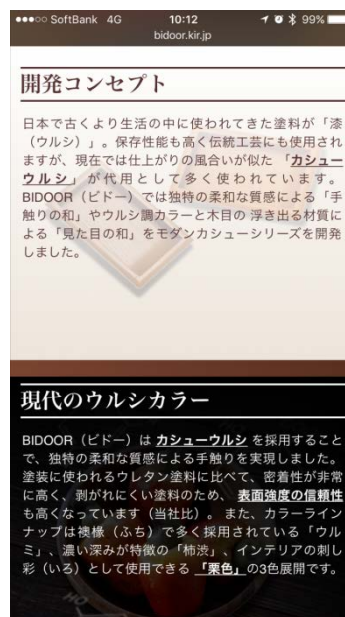 SoftBank 4G 10:12 99%
bidoor.kir.jp
開発コンセプト
日本で古くより生活の中に使われてきた塗料が「漆
（ウルシ）」。保存性能も高く伝統工芸にも使用され
ますが、現在では仕上がりの風合いが似た 「カシュー
ウルシ」 が代用として多く使われています。
BIDOOR（ビドー）では独特の柔和な質感による「手
触りの和」やウルシ調カラーと木目の 浮き出る材質に
よる「見た目の和」をモダンカシューシリーズを開発
しました。
現代のウルシカラー
BIDOOR（ビドー）は カシューウルシ を採用すること
で、独特の柔和な質感による手触りを実現しました。
塗装に使われるウレタン塗料に比べて、密着性が非常
に高く、剥がれにくい塗料のため、 表面強度の信頼性
も高くなっています（当社比）。また、カラーライン
ナップは襖縁（ふち）で多く採用されている「ウル
ミ」、濃い深みが特徴の「柿渋」、インテリアの刺し
彩（いろ）として使用できる 「栗色」の3色展開です。